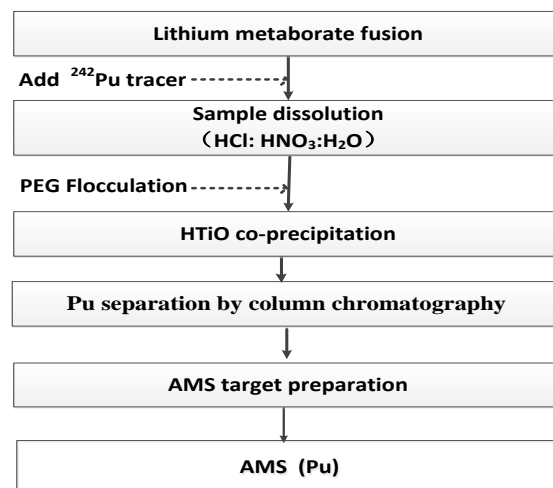 Lithium metaborate fusion
Add ²⁴²Pu tracer
Sample dissolution
（HCl: HNO₃:H₂O）
PEG Flocculation
HTiO co-precipitation
Pu separation by column chromatography
AMS target preparation
AMS (Pu)